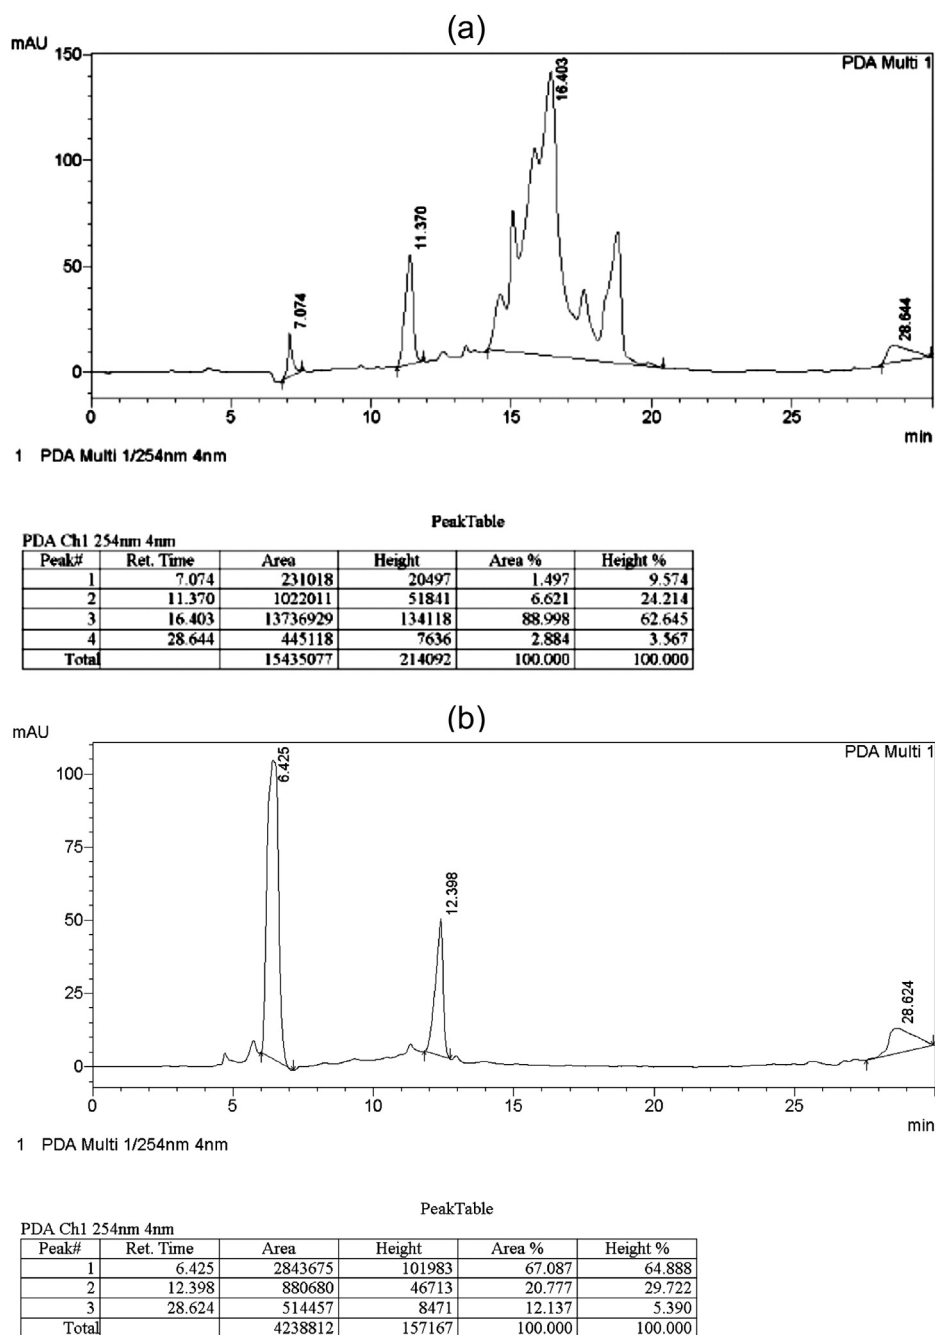 (a)
mAU
150
PDA Multi 1
16.403
100
11.370
50
7.074
28.644
0
0 5 10 15 20 25
min
1 PDA Multi 1/254nm 4nm
PeakTable
PDA Ch1 254nm 4nm
Peak# Ret. Time Area Height Area % Height %
1 7.074 231018 20497 1.497 9.574
2 11.370 1022011 51841 6.621 24.214
3 16.403 13736929 134118 88.998 62.645
4 28.644 445118 7636 2.884 3.567
Total 15435077 214092 100.000 100.000
(b)
mAU
PDA Multi 1
6.425
100
75
12.398
50
28.624
25
0
0 5 10 15 20 25
min
1 PDA Multi 1/254nm 4nm
PeakTable
PDA Ch1 254nm 4nm
Peak# Ret. Time Area Height Area % Height %
1 6.425 2843675 101983 67.087 64.888
2 12.398 880680 46713 20.777 29.722
3 28.624 514457 8471 12.137 5.390
Total 4238812 157167 100.000 100.000